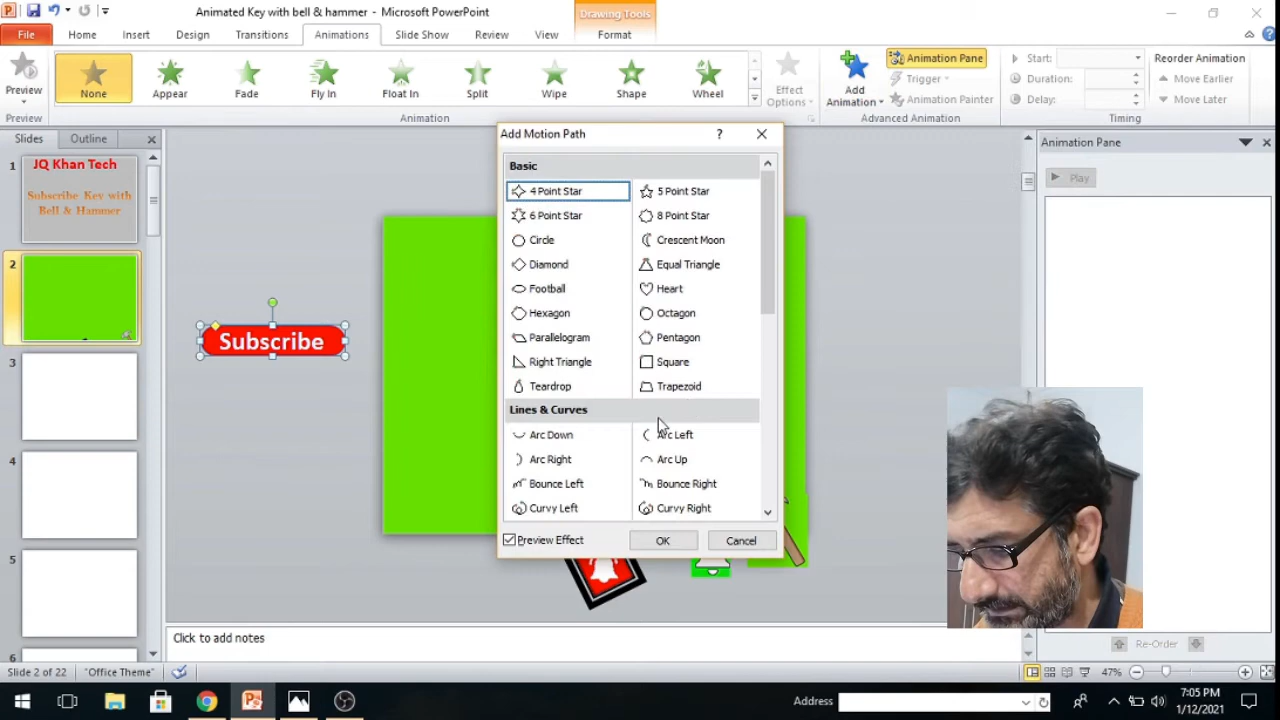 Animated Key with bell & hammer - Microsoft PowerPoint
Drawing Tools
File
Home
Insert
Design
Transitions
Animations
Slide Show
Review
View
Format
Preview
None
Appear
Fade
Fly In
Float In
Split
Wipe
Shape
Wheel
Effect
Options
Add
Animation
Animation Pane
Trigger
Animation Painter
Start:
Duration:
Delay:
Reorder Animation
Move Earlier
Move Later
Preview
Animation
Advanced Animation
Timing
Slides
Outline
1
JQ Khan Tech
Subscribe Key with
Bell & Hammer
2
3
4
5
6
Subscribe
Add Motion Path
?
Basic
4 Point Star
5 Point Star
6 Point Star
8 Point Star
Circle
Crescent Moon
Diamond
Equal Triangle
Football
Heart
Hexagon
Octagon
Parallelogram
Pentagon
Right Triangle
Square
Teardrop
Trapezoid
Lines & Curves
Arc Down
Arc Left
Arc Right
Arc Up
Bounce Left
Bounce Right
Curvy Left
Curvy Right
Preview Effect
OK
Cancel
Animation Pane
Play
Re-Order
Click to add notes
Slide 2 of 22
"Office Theme"
47%
Address
7:05 PM
1/12/2021